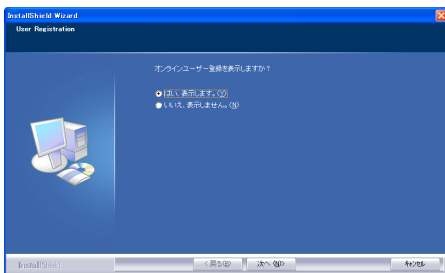 InstallShield Wizard
User Registration
オンラインユーザー登録を表示しますか?
はい、表示します。(Y)
いいえ、表示しません。(N)
InstallShield
< 戻る(B)
次へ (N)>
キャンセル